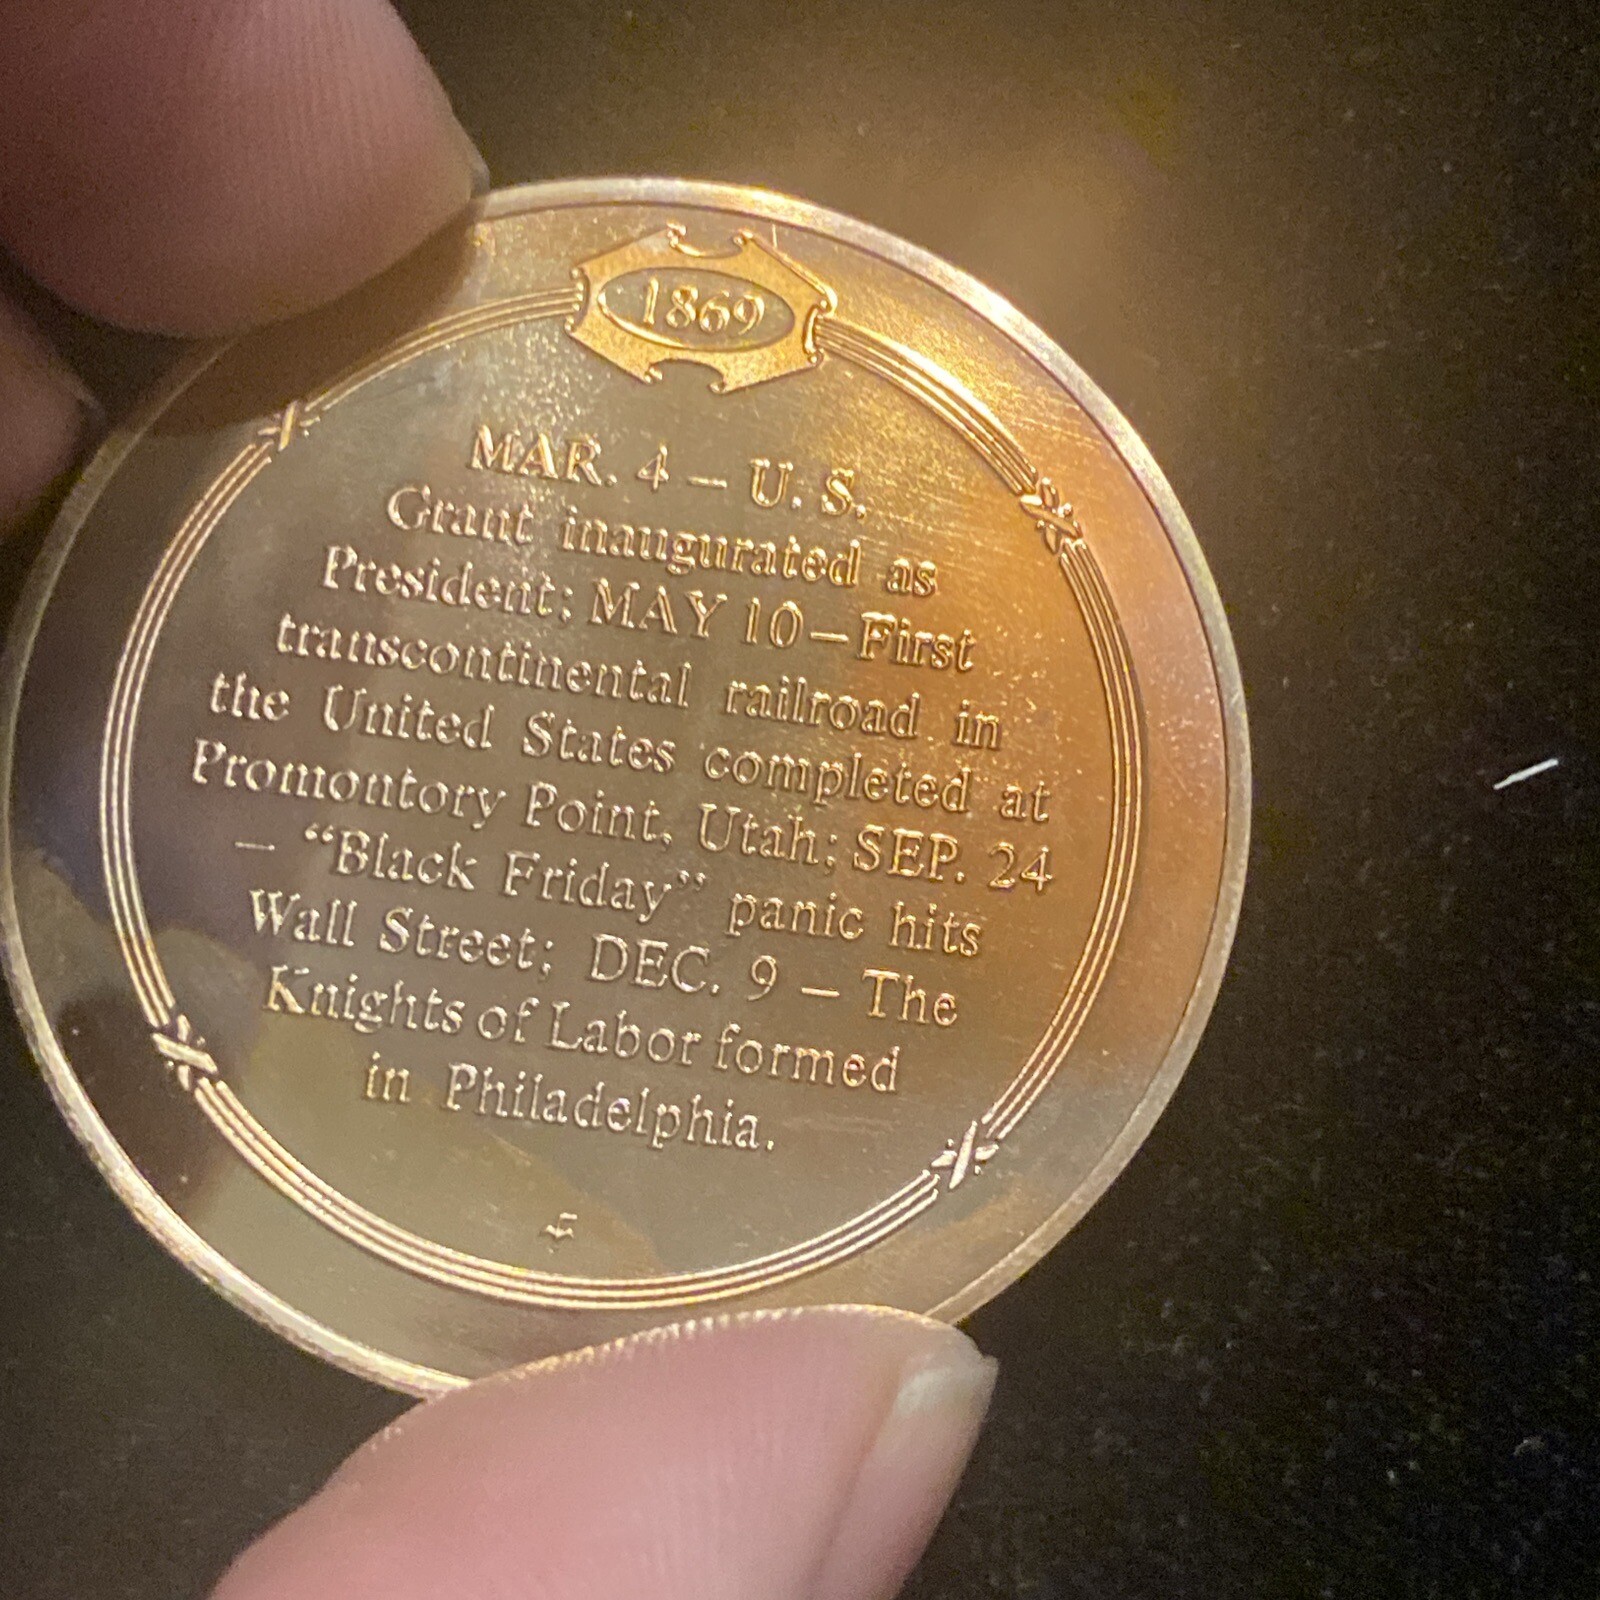 1869
MAR. 4 – U. S.
Grant inaugurated as
President; MAY 10 – First
transcontinental railroad in
the United States completed at
Promontory Point, Utah; SEP. 24
– “Black Friday” panic hits
Wall Street; DEC. 9 – The
Knights of Labor formed
in Philadelphia.